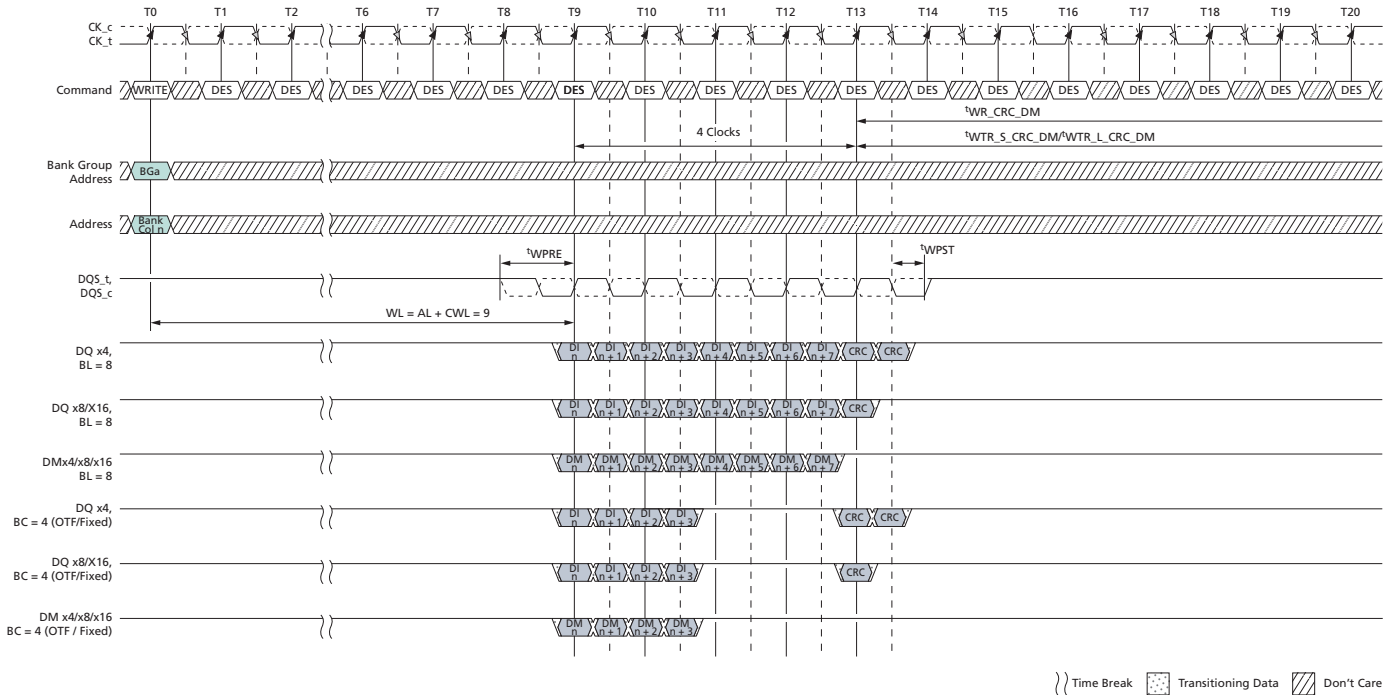 T0 T1 T2 T6 T7 T8 T9 T10 T11 T12 T13 T14 T15 T16 T17 T18 T19 T20
CK_c
CK_t
Command WRITE DES DES DES DES DES DES DES DES DES DES DES DES DES DES DES DES DES
tWR_CRC_DM
4 Clocks
tWTR_S_CRC_DM/tWTR_L_CRC_DM
Bank Group
Address
BGa
Address
Bank
Col n
tWPRE
tWPST
DQS_t,
DQS_c
WL = AL + CWL = 9
DQ x4,
BL = 8
DI n DI n + 1 DI n + 2 DI n + 3 DI n + 4 DI n + 5 DI n + 6 DI n + 7 CRC CRC
DQ x8/X16,
BL = 8
DI n DI n + 1 DI n + 2 DI n + 3 DI n + 4 DI n + 5 DI n + 6 DI n + 7 CRC
DMx4/x8/x16
BL = 8
DM n DM n + 1 DM n + 2 DM n + 3 DM n + 4 DM n + 5 DM n + 6 DM n + 7
DQ x4,
BC = 4 (OTF/Fixed)
DI n DI n + 1 DI n + 2 DI n + 3 CRC CRC
DQ x8/X16,
BC = 4 (OTF/Fixed)
DI n DI n + 1 DI n + 2 DI n + 3 CRC
DM x4/x8/x16
BC = 4 (OTF / Fixed)
DM n DM n + 1 DM n + 2 DM n + 3
Time Break Transitioning Data Don't Care